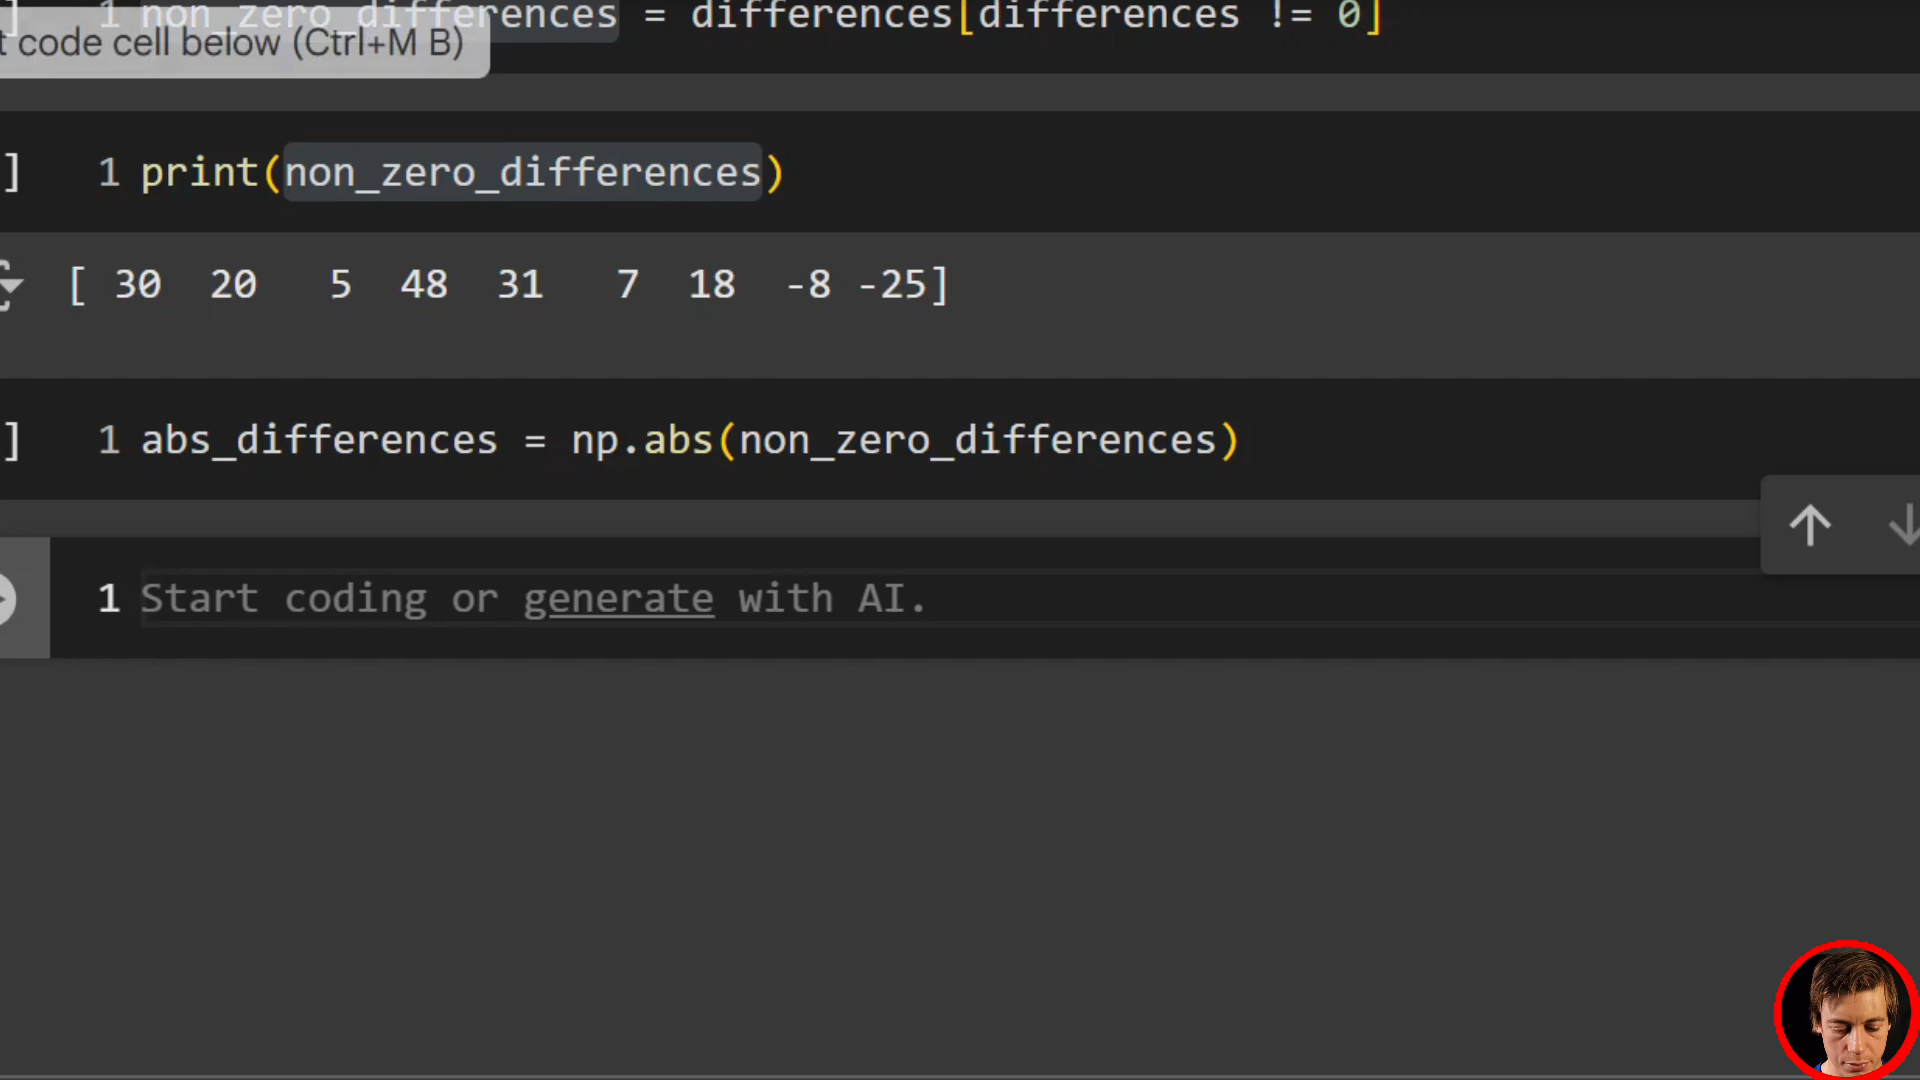 ] 1 non_zero_differences = differences[differences != 0]
t code cell below (Ctrl+M B)
] 1 print(non_zero_differences)
[ 30  20   5  48  31   7  18  -8 -25]
] 1 abs_differences = np.abs(non_zero_differences)
1 Start coding or generate with AI.